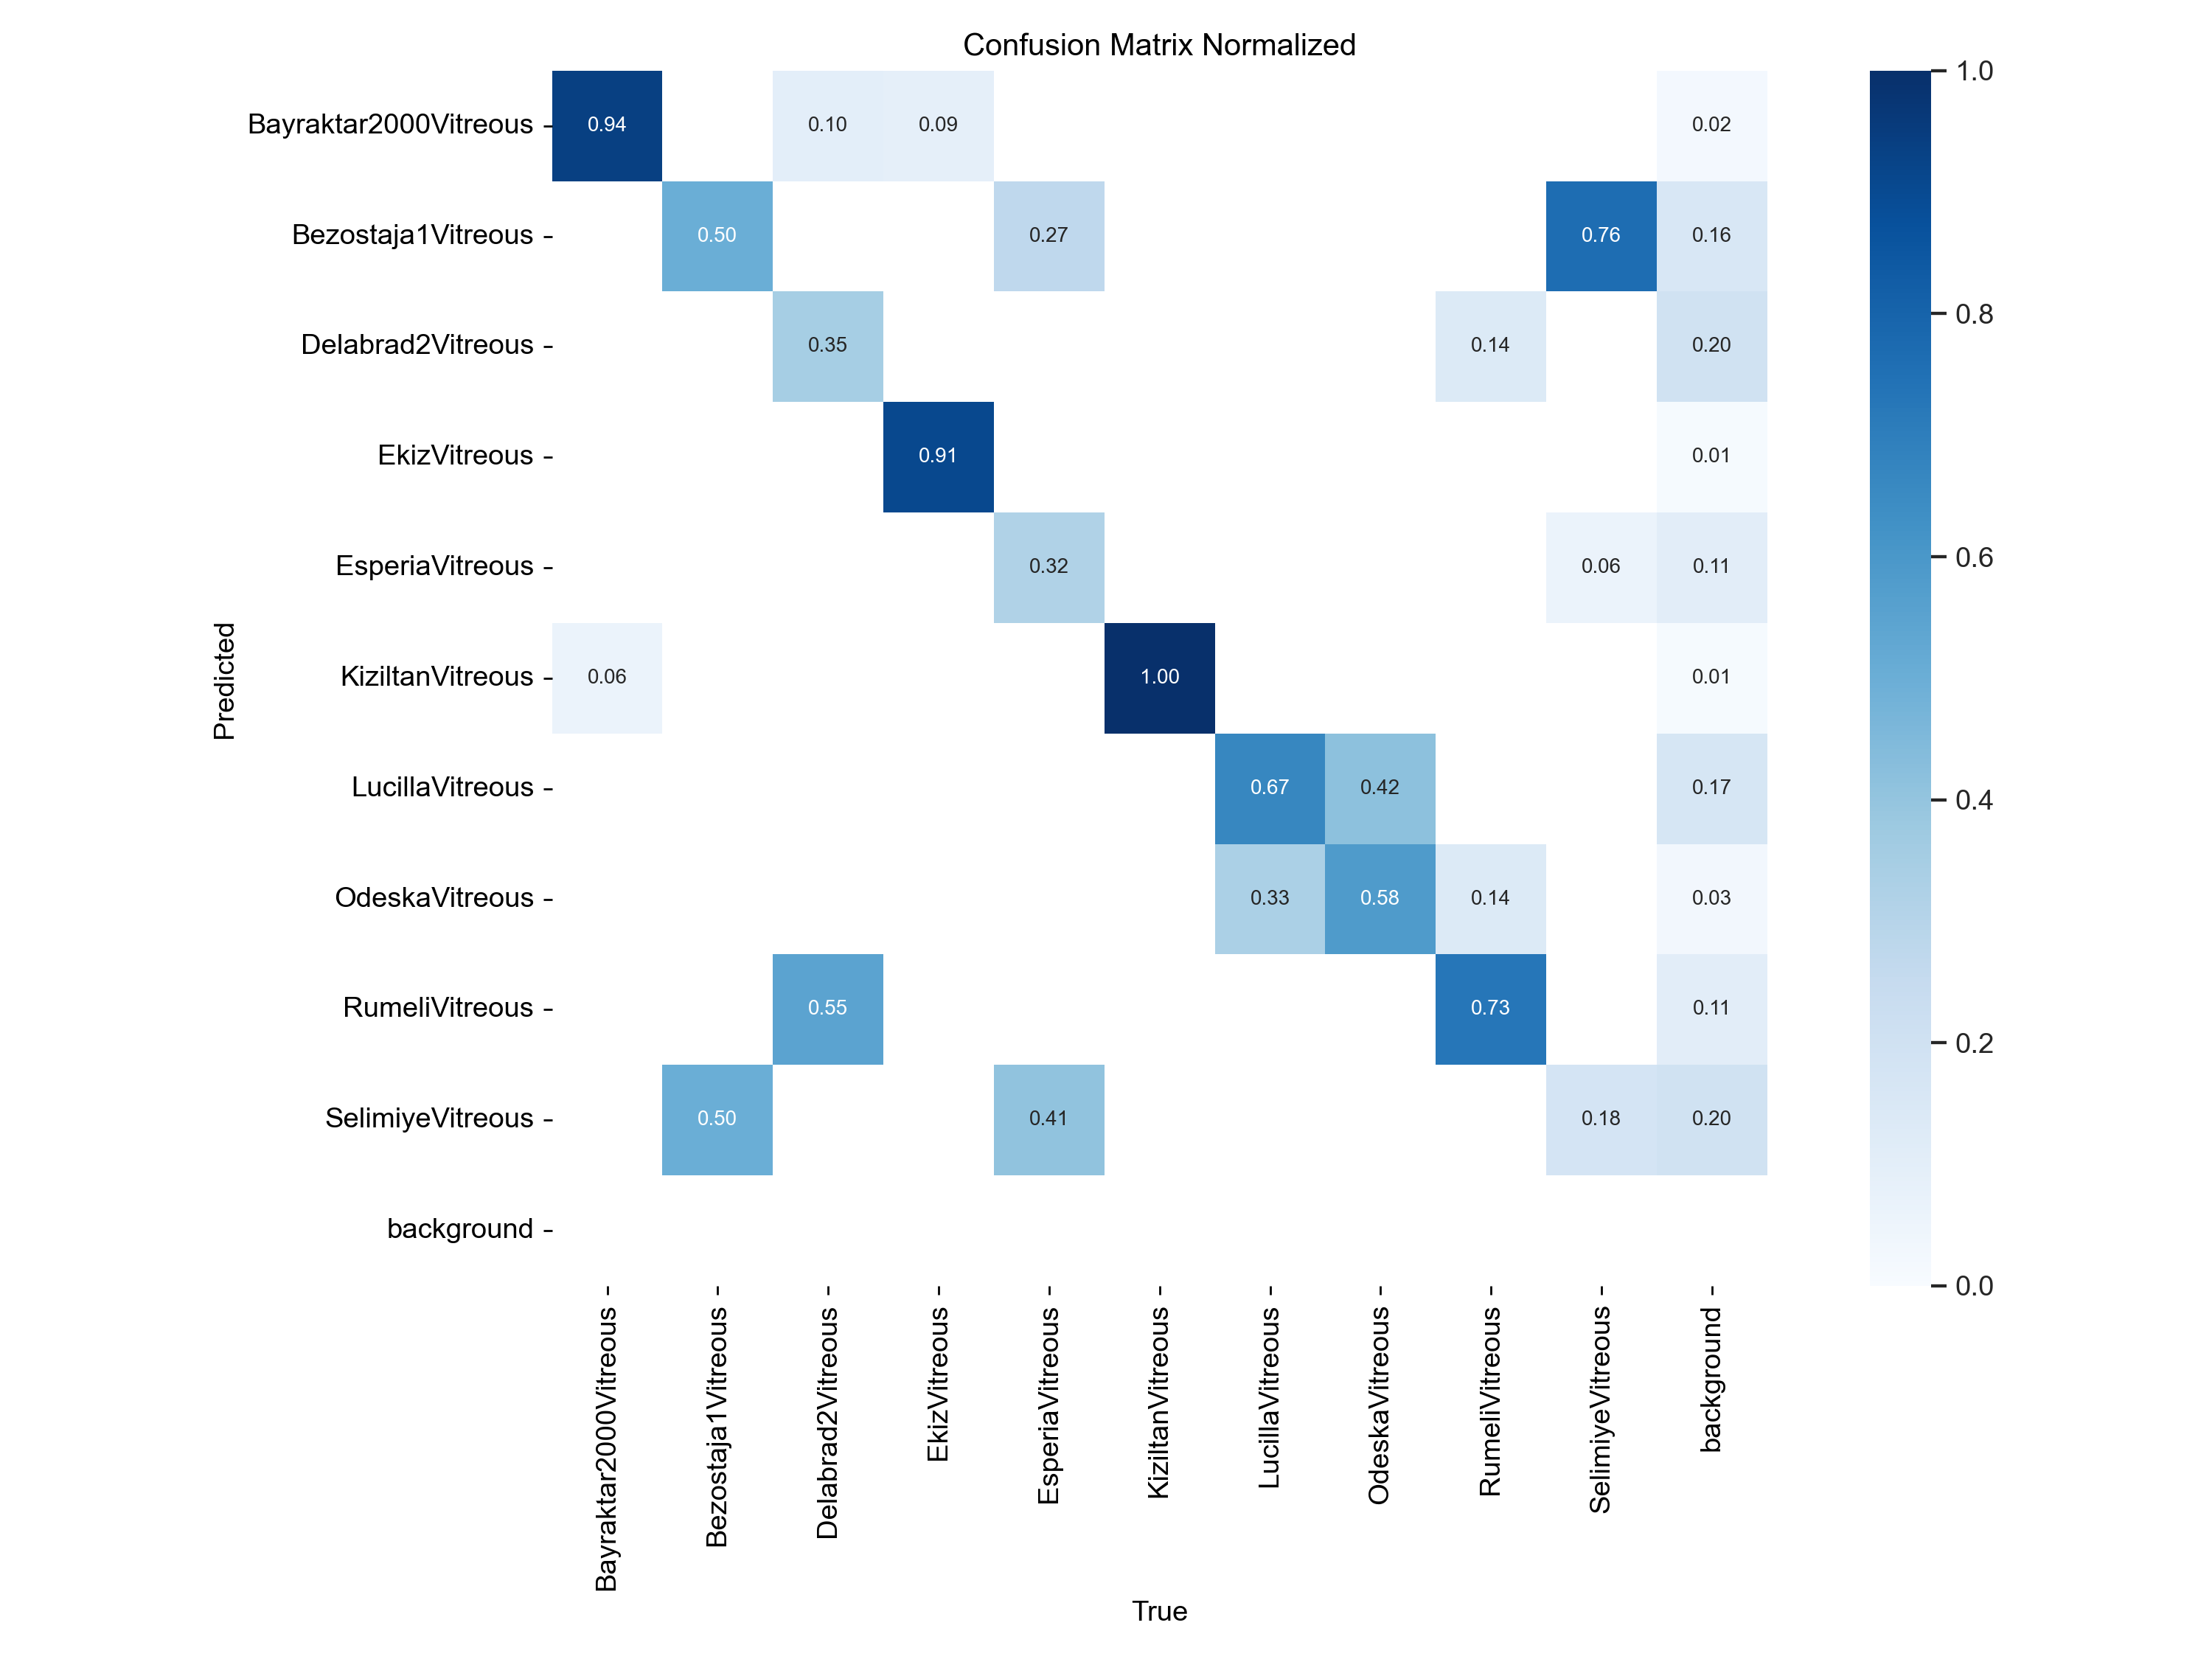 Confusion Matrix Normalized
Bayraktar2000Vitreous
0.94
0.10
0.09
0.02
Bezostaja1Vitreous
0.50
0.27
0.76
0.16
Delabrad2Vitreous
0.35
0.14
0.20
EkizVitreous
0.91
0.01
EsperiaVitreous
0.32
0.06
0.11
KiziltanVitreous
0.06
1.00
0.01
LucillaVitreous
0.67
0.42
0.17
OdeskaVitreous
0.33
0.58
0.14
0.03
RumeliVitreous
0.55
0.73
0.11
SelimiyeVitreous
0.50
0.41
0.18
0.20
background
Predicted
Bayraktar2000Vitreous
Bezostaja1Vitreous
Delabrad2Vitreous
EkizVitreous
EsperiaVitreous
KiziltanVitreous
LucillaVitreous
OdeskaVitreous
RumeliVitreous
SelimiyeVitreous
background
True
1.0
0.8
0.6
0.4
0.2
0.0